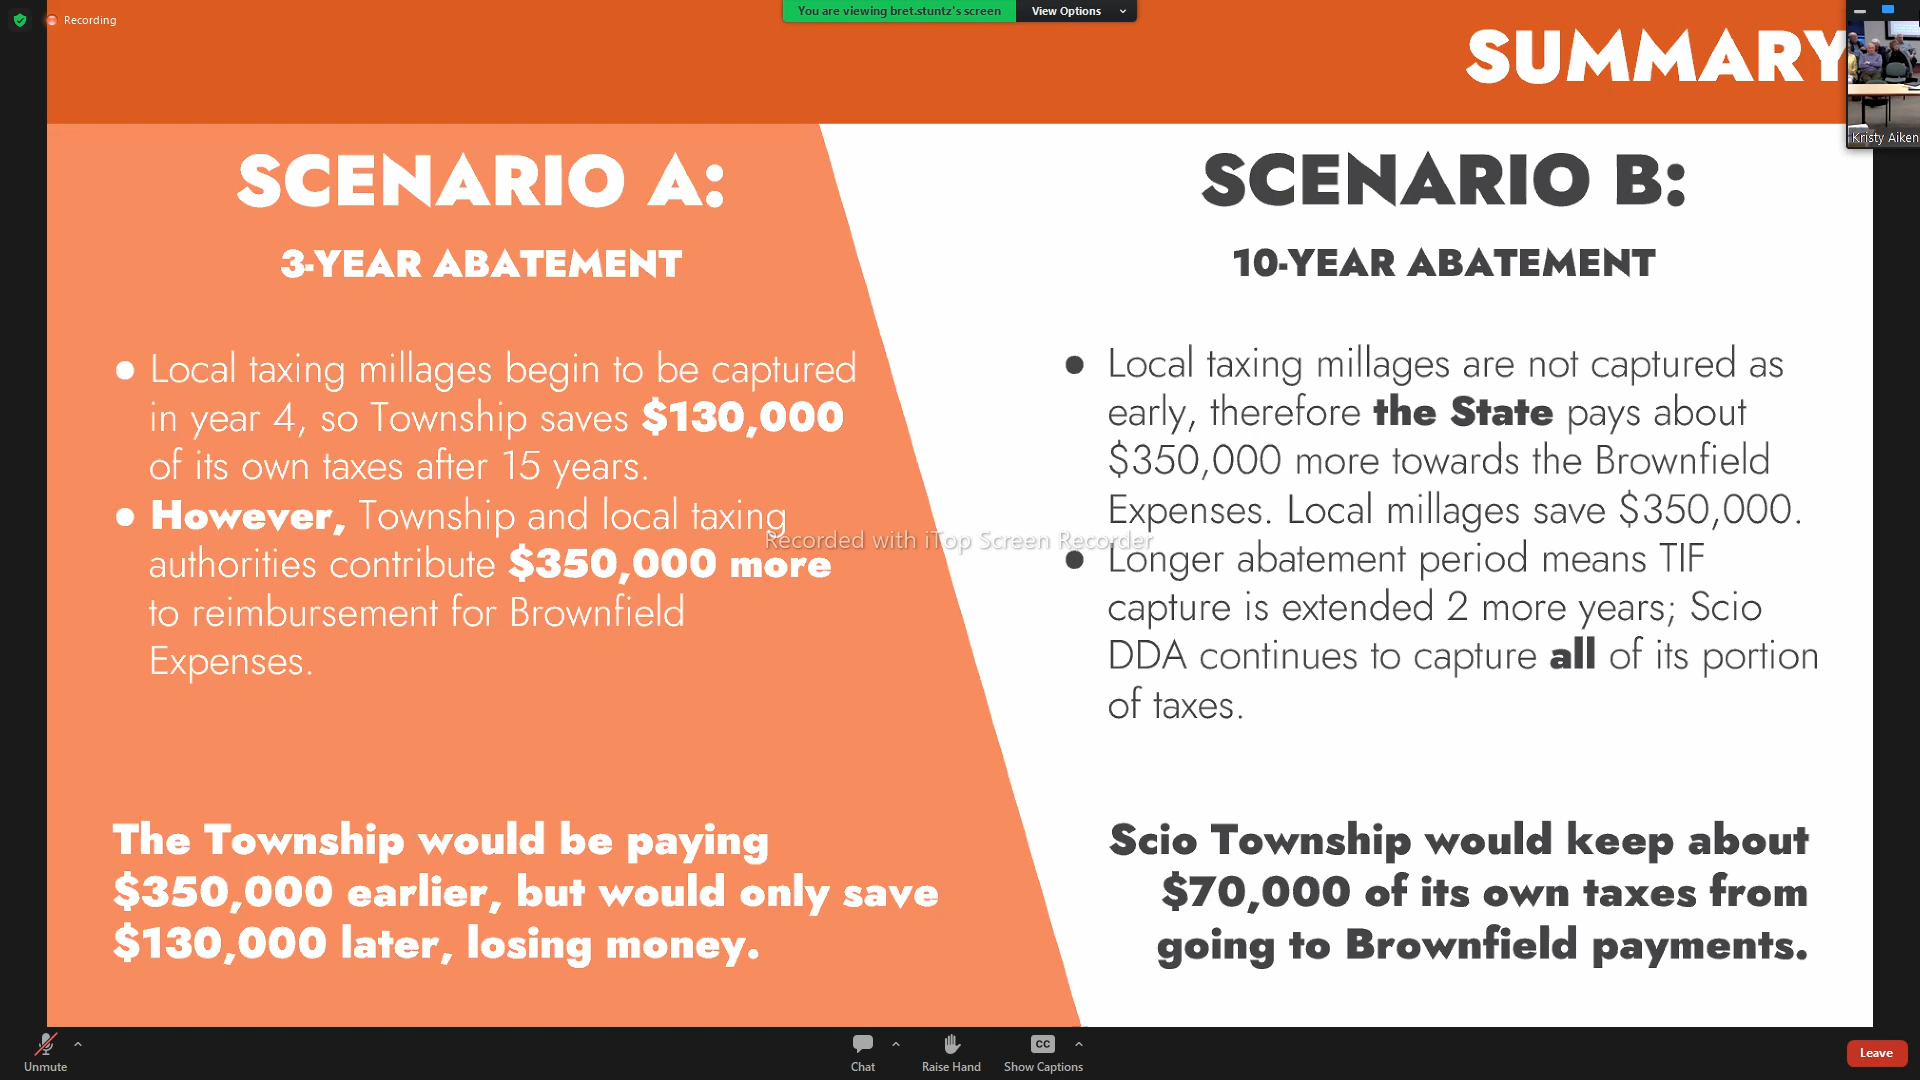 Recording
You are viewing bret.stuntz's screen
View Options
SUMMARY
Kristy Aiken
SCENARIO A:
3-YEAR ABATEMENT
● Local taxing millages begin to be captured
in year 4, so Township saves $130,000
of its own taxes after 15 years.
● However, Township and local taxing
authorities contribute $350,000 more
to reimbursement for Brownfield
Expenses.
The Township would be paying
$350,000 earlier, but would only save
$130,000 later, losing money.
SCENARIO B:
10-YEAR ABATEMENT
● Local taxing millages are not captured as
early, therefore the State pays about
$350,000 more towards the Brownfield
Expenses. Local millages save $350,000.
● Longer abatement period means TIF
capture is extended 2 more years; Scio
DDA continues to capture all of its portion
of taxes.
Scio Township would keep about
$70,000 of its own taxes from
going to Brownfield payments.
Recorded with iTop Screen Recorder
Unmute
Chat
Raise Hand
CC
Show Captions
Leave